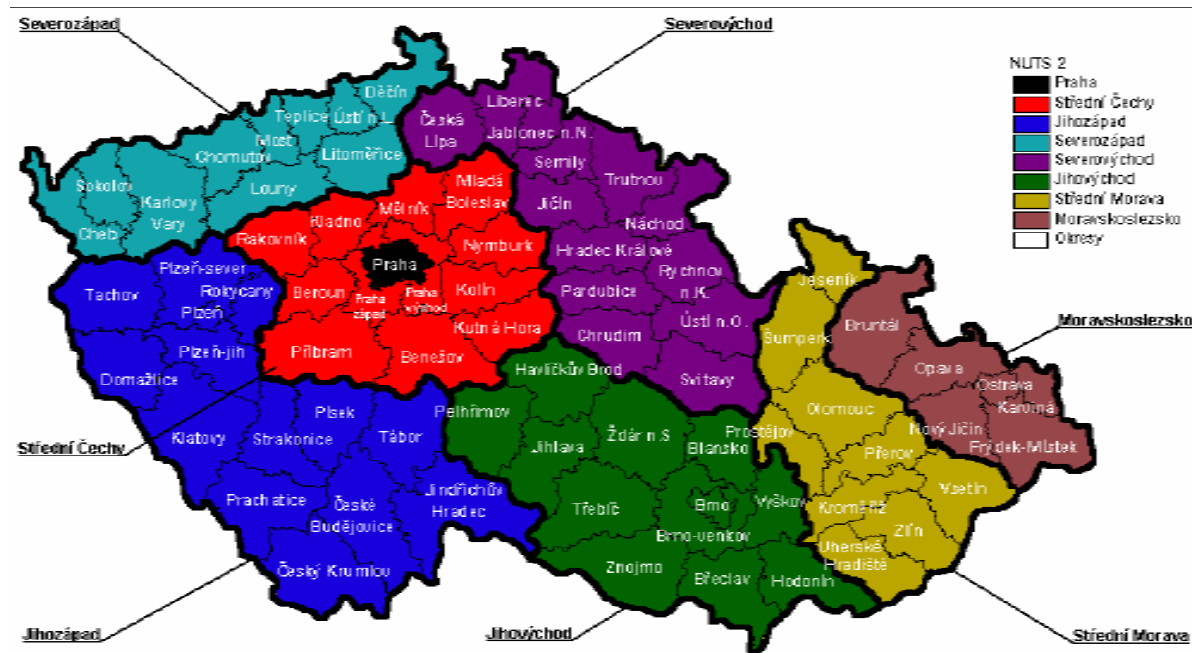 Severozápad
Severovýchod
NUTS 2
Praha
Střední Čechy
Jihozápad
Severozápad
Severovýchod
Jihovýchod
Střední Morava
Moravskoslezsko
Okresy
Děčín
Teplice
Ústí n.L.
Most
Chomutov
Litoměřice
Sokolov
Karlovy
Vary
Louny
Cheb
Liberec
Česká
Lípa
Jablonec n.N.
Semily
Trutnov
Jičín
Náchod
Hradec Králové
Rychnov
n.K.
Pardubice
Ústí n.O.
Chrudim
Svitavy
Mladá
Boleslav
Mělník
Kladno
Rakovník
Nymburk
Praha
Beroun
Praha
západ
Praha
východ
Kolín
Kutná Hora
Příbram
Benešov
Plzeň-sever
Tachov
Rokycany
Plzeň
Plzeň-jih
Domažlice
Klatovy
Písek
Strakonice
Tábor
Prachatice
České
Budějovice
Jindřichův
Hradec
Český Krumlov
Havlíčkův Brod
Pelhřimov
Jihlava
Ždár n.S
Blansko
Třebíč
Brno
Vyškov
Brno-venkov
Znojmo
Břeclav
Hodonín
Jeseník
Šumperk
Olomouc
Prostějov
Přerov
Kroměříž
Vsetín
Zlín
Uherské
Hradiště
Bruntál
Opava
Ostrava
Karviná
Nový Jičín
Frýdek-Místek
Moravskoslezsko
Střední Čechy
Jihozápad
Jihovýchod
Střední Morava